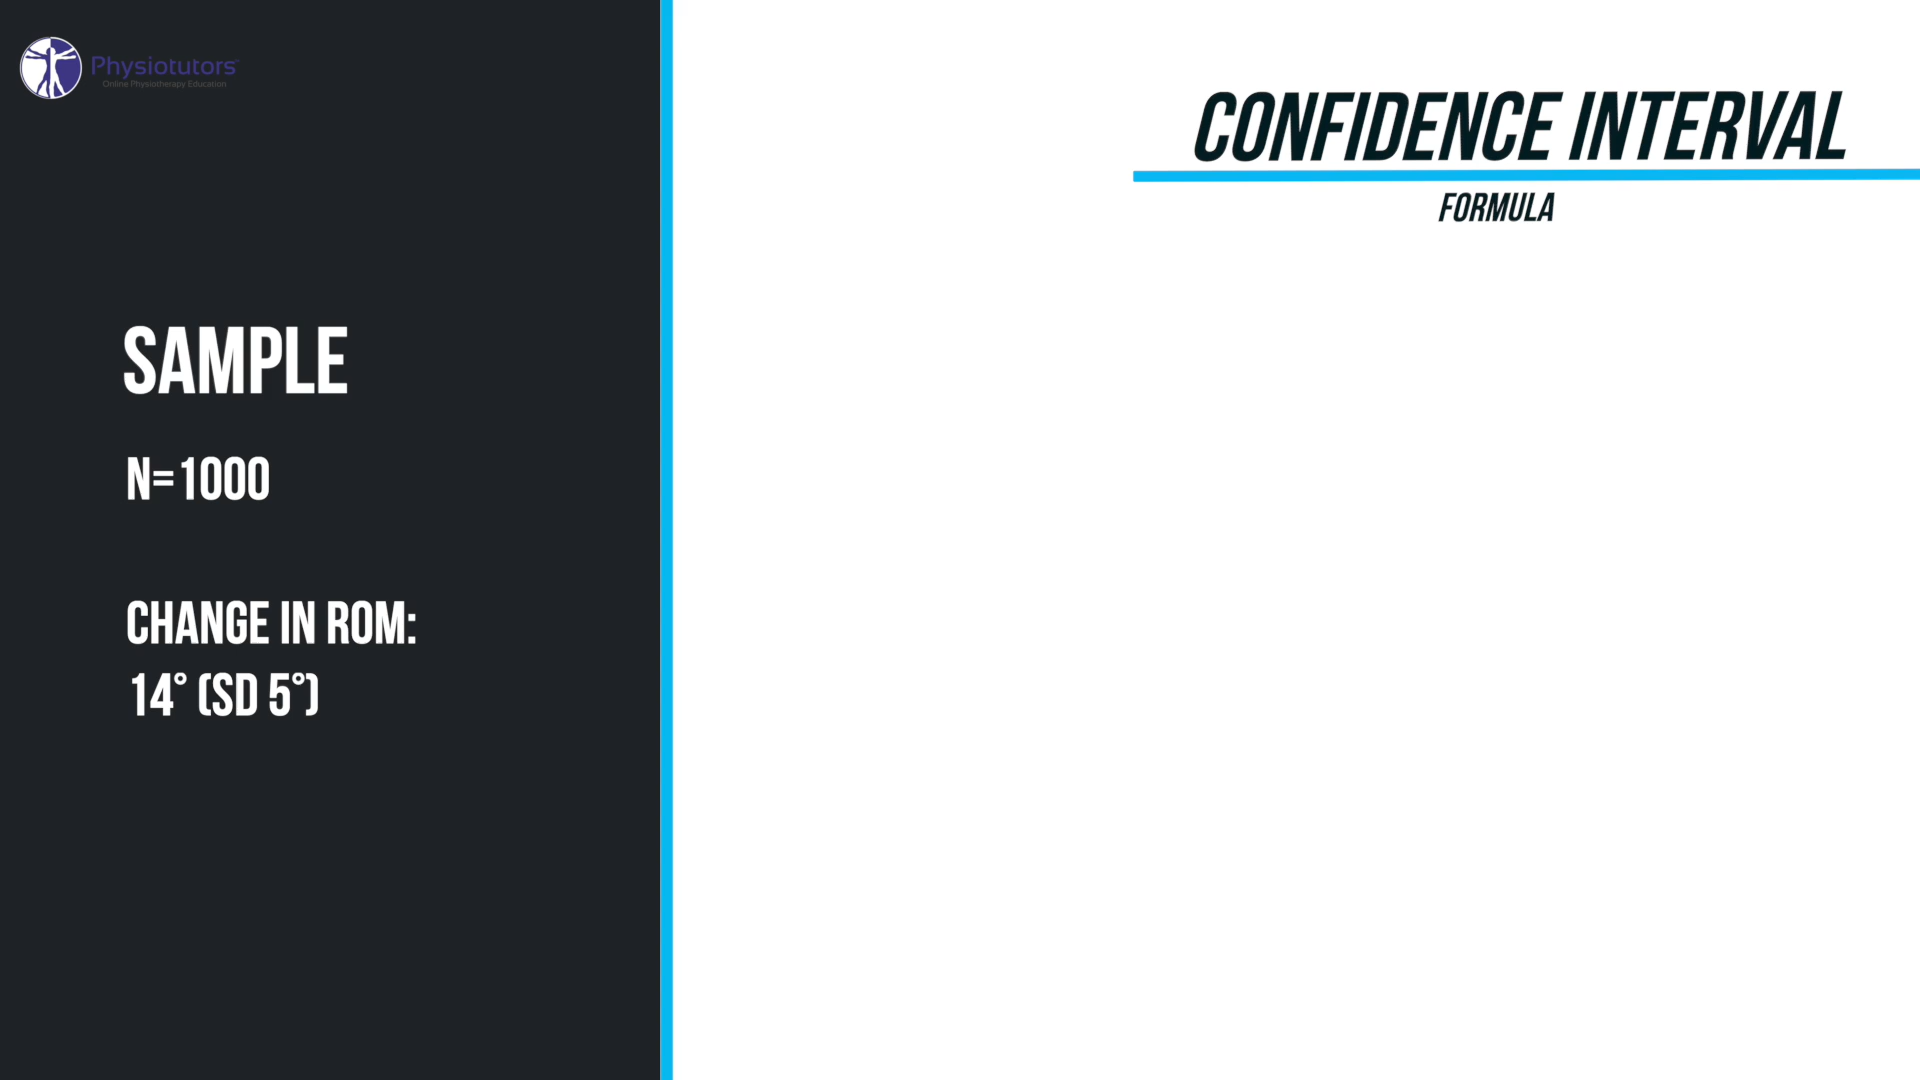 Physiotutors
Online Physiotherapy Education
CONFIDENCE INTERVAL
FORMULA
SAMPLE
N=1000
CHANGE IN ROM:
14° (SD 5°)